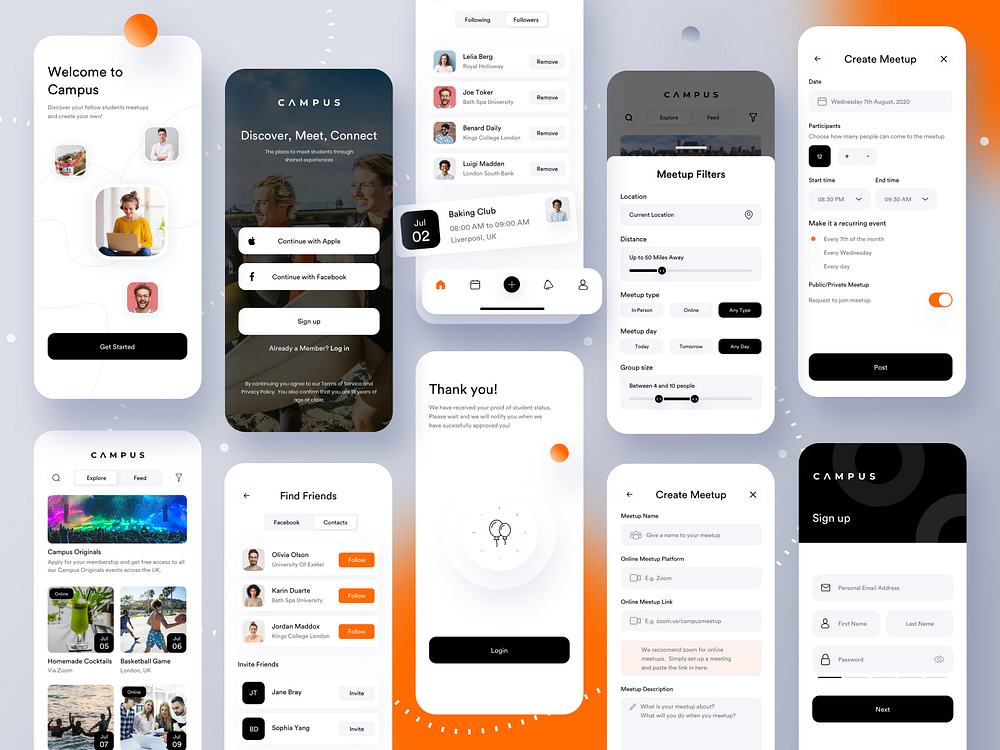 Welcome to
Campus
Discover your fellow students meetups
and create your own!
Get Started
CAMPUS
Discover, Meet, Connect
The place to meet students through
shared experiences
Continue with Apple
Continue with Facebook
Sign up
Already a Member? Log in
By continuing you agree to our Terms of Service and
Privacy Policy. You also confirm that you are 18 years of
age or older.
Following
Followers
Lelia Berg
Royal Holloway
Remove
Joe Toker
Bath Spa University
Remove
Benard Daily
Kings College London
Remove
Luigi Madden
London South Bank
Remove
Jul
02
Baking Club
08:00 AM to 09:00 AM
Liverpool, UK
CAMPUS
Explore
Feed
Meetup Filters
Location
Current Location
Distance
Up to 50 Miles Away
Meetup type
In Person
Online
Any Type
Meetup day
Today
Tomorrow
Any Day
Group size
Between 4 and 10 people
Create Meetup
Date
Wednesday 7th August, 2020
Participants
Choose how many people can come to the meetup
12
+
-
Start time
End time
08:30 PM
09:30 AM
Make it a recurring event
Every 7th of the month
Every Wednesday
Every day
Public/Private Meetup
Request to join meetup
Post
CAMPUS
Explore
Feed
Campus Originals
Apply for your membership and get free access to all
our Campus Originals events across the UK.
Online
Jul
05
Homemade Cocktails
Via Zoom
Jul
06
Basketball Game
London, UK
Jul
07
Online
Jul
09
Find Friends
Facebook
Contacts
Olivia Olson
University Of Exeter
Follow
Karin Duarte
Bath Spa University
Follow
Jordan Maddox
Kings College London
Follow
Invite Friends
JT
Jane Bray
Invite
BD
Sophia Yang
Invite
Thank you!
We have received your proof of student status.
Please wait and we will notify you when we
have sucessfully approved you!
Login
Create Meetup
Meetup Name
Give a name to your meetup
Online Meetup Platform
E.g. Zoom
Online Meetup Link
E.g. zoom.us/campusmeetup
We reccomend zoom for online
meetups. Simply set up a meeting
and paste the link in here.
Meetup Description
What is your meetup about?
What will you do when you meetup?
CAMPUS
Sign up
Personal Email Address
First Name
Last Name
Password
Next